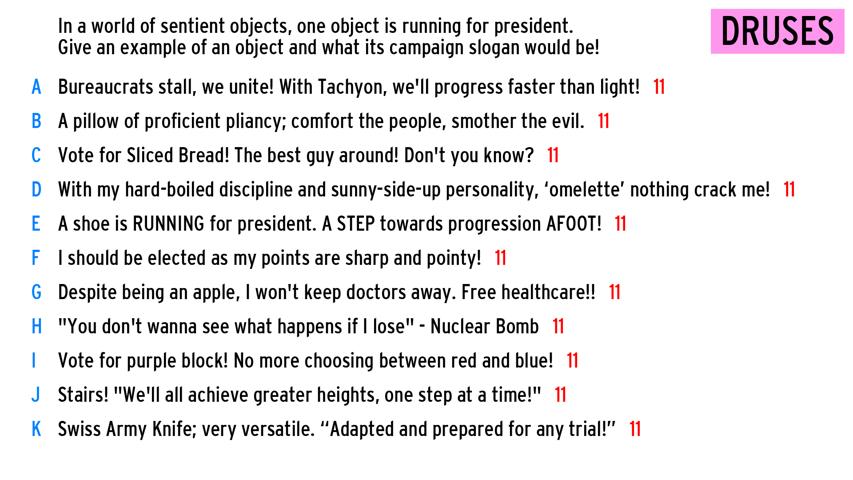 In a world of sentient objects, one object is running for president.
Give an example of an object and what its campaign slogan would be!
DRUSES
A Bureaucrats stall, we unite! With Tachyon, we'll progress faster than light! 11
B A pillow of proficient pliancy; comfort the people, smother the evil. 11
C Vote for Sliced Bread! The best guy around! Don't you know? 11
D With my hard-boiled discipline and sunny-side-up personality, ‘omelette’ nothing crack me! 11
E A shoe is RUNNING for president. A STEP towards progression AFOOT! 11
F I should be elected as my points are sharp and pointy! 11
G Despite being an apple, I won't keep doctors away. Free healthcare!! 11
H "You don't wanna see what happens if I lose" - Nuclear Bomb 11
I Vote for purple block! No more choosing between red and blue! 11
J Stairs! "We'll all achieve greater heights, one step at a time!" 11
K Swiss Army Knife; very versatile. “Adapted and prepared for any trial!” 11